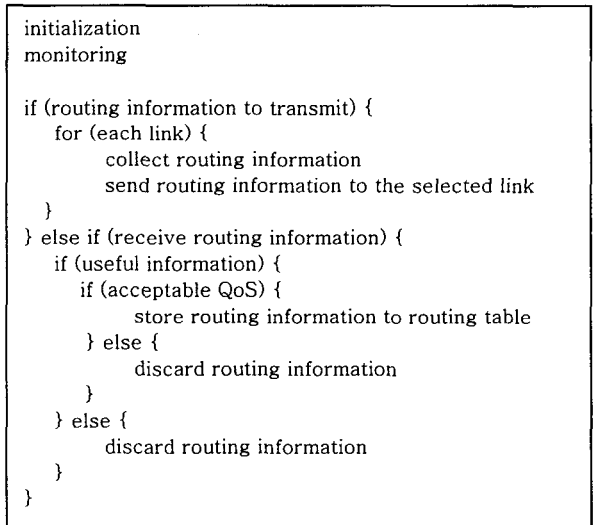 initialization
monitoring

if (routing information to transmit) {
   for (each link) {
        collect routing information
        send routing information to the selected link
   }
} else if (receive routing information) {
   if (useful information) {
      if (acceptable QoS) {
           store routing information to routing table
      } else {
           discard routing information
      }
   } else {
        discard routing information
   }
}